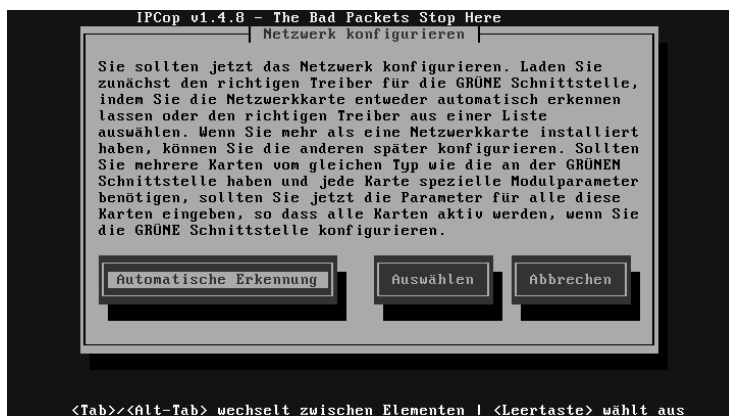 IPCop v1.4.8 - The Bad Packets Stop Here
Netzwerk konfigurieren
Sie sollten jetzt das Netzwerk konfigurieren. Laden Sie
zunächst den richtigen Treiber für die GRÜNE Schnittstelle,
indem Sie die Netzwerkkarte entweder automatisch erkennen
lassen oder den richtigen Treiber aus einer Liste
auswählen. Wenn Sie mehr als eine Netzwerkkarte installiert
haben, können Sie die anderen später konfigurieren. Sollten
Sie mehrere Karten vom gleichen Typ wie die an der GRÜNEN
Schnittstelle haben und jede Karte spezielle Modulparameter
benötigen, sollten Sie jetzt die Parameter für alle diese
Karten eingeben, so dass alle Karten aktiv werden, wenn Sie
die GRÜNE Schnittstelle konfigurieren.
Automatische Erkennung Auswählen Abbrechen
<Tab>/<Alt-Tab> wechselt zwischen Elementen | <Leertaste> wählt aus